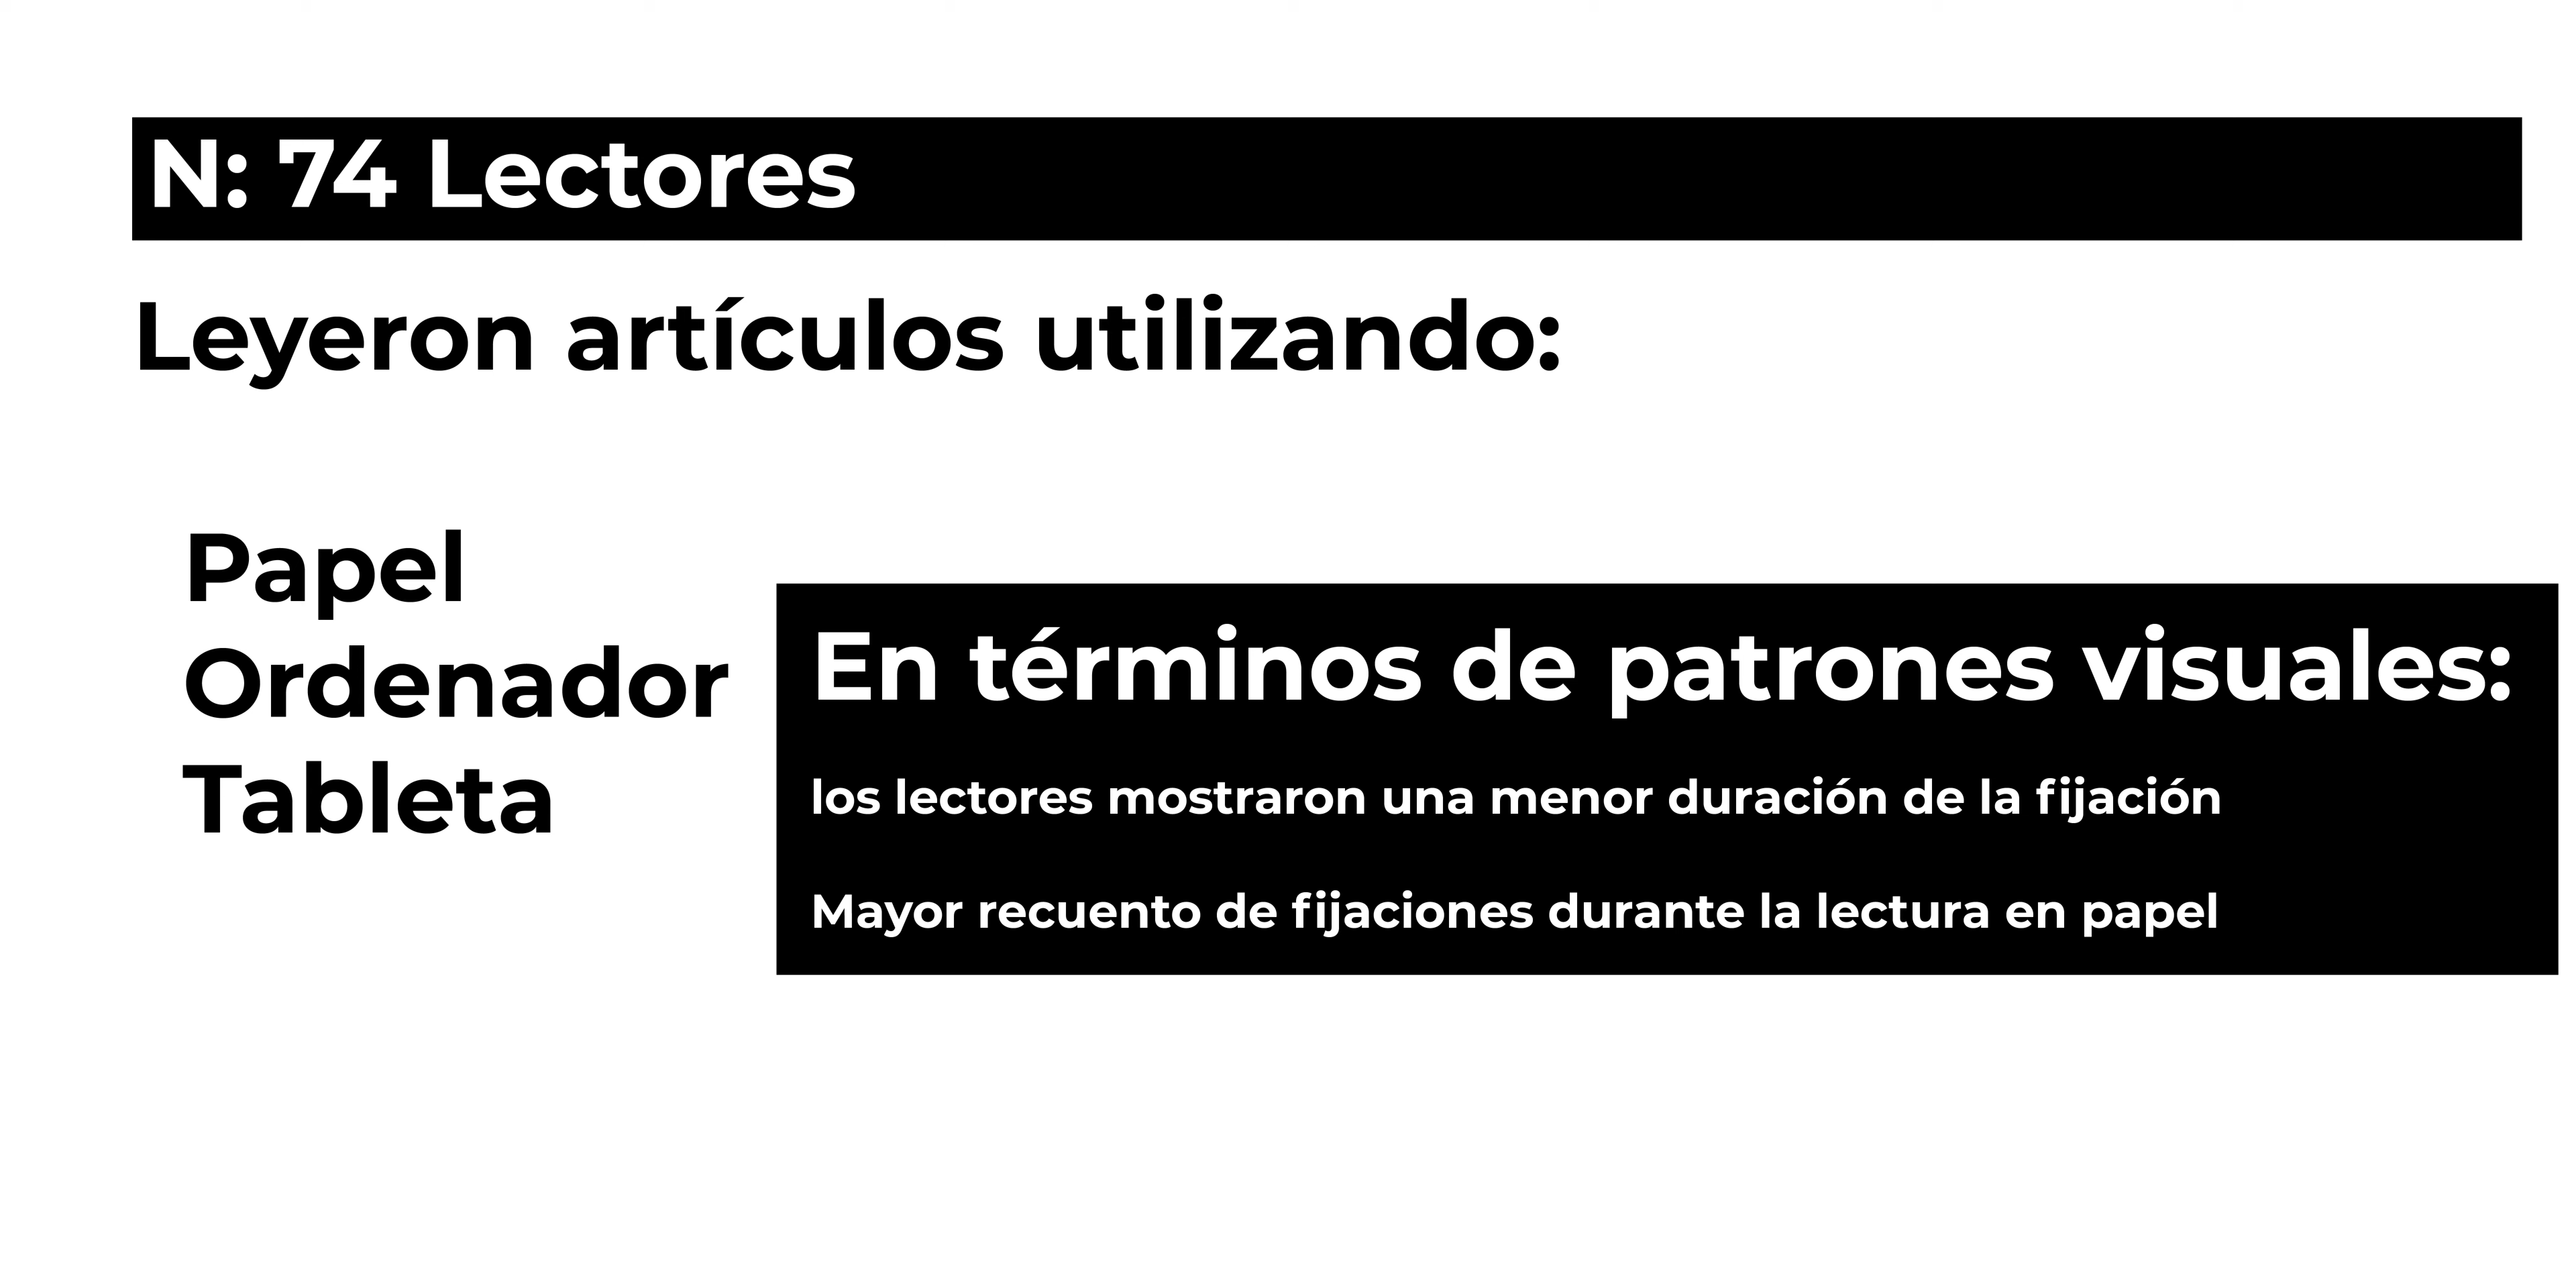 N: 74 Lectores
Leyeron artículos utilizando:
Papel
Ordenador
Tableta
En términos de patrones visuales:
los lectores mostraron una menor duración de la fijación
Mayor recuento de fijaciones durante la lectura en papel